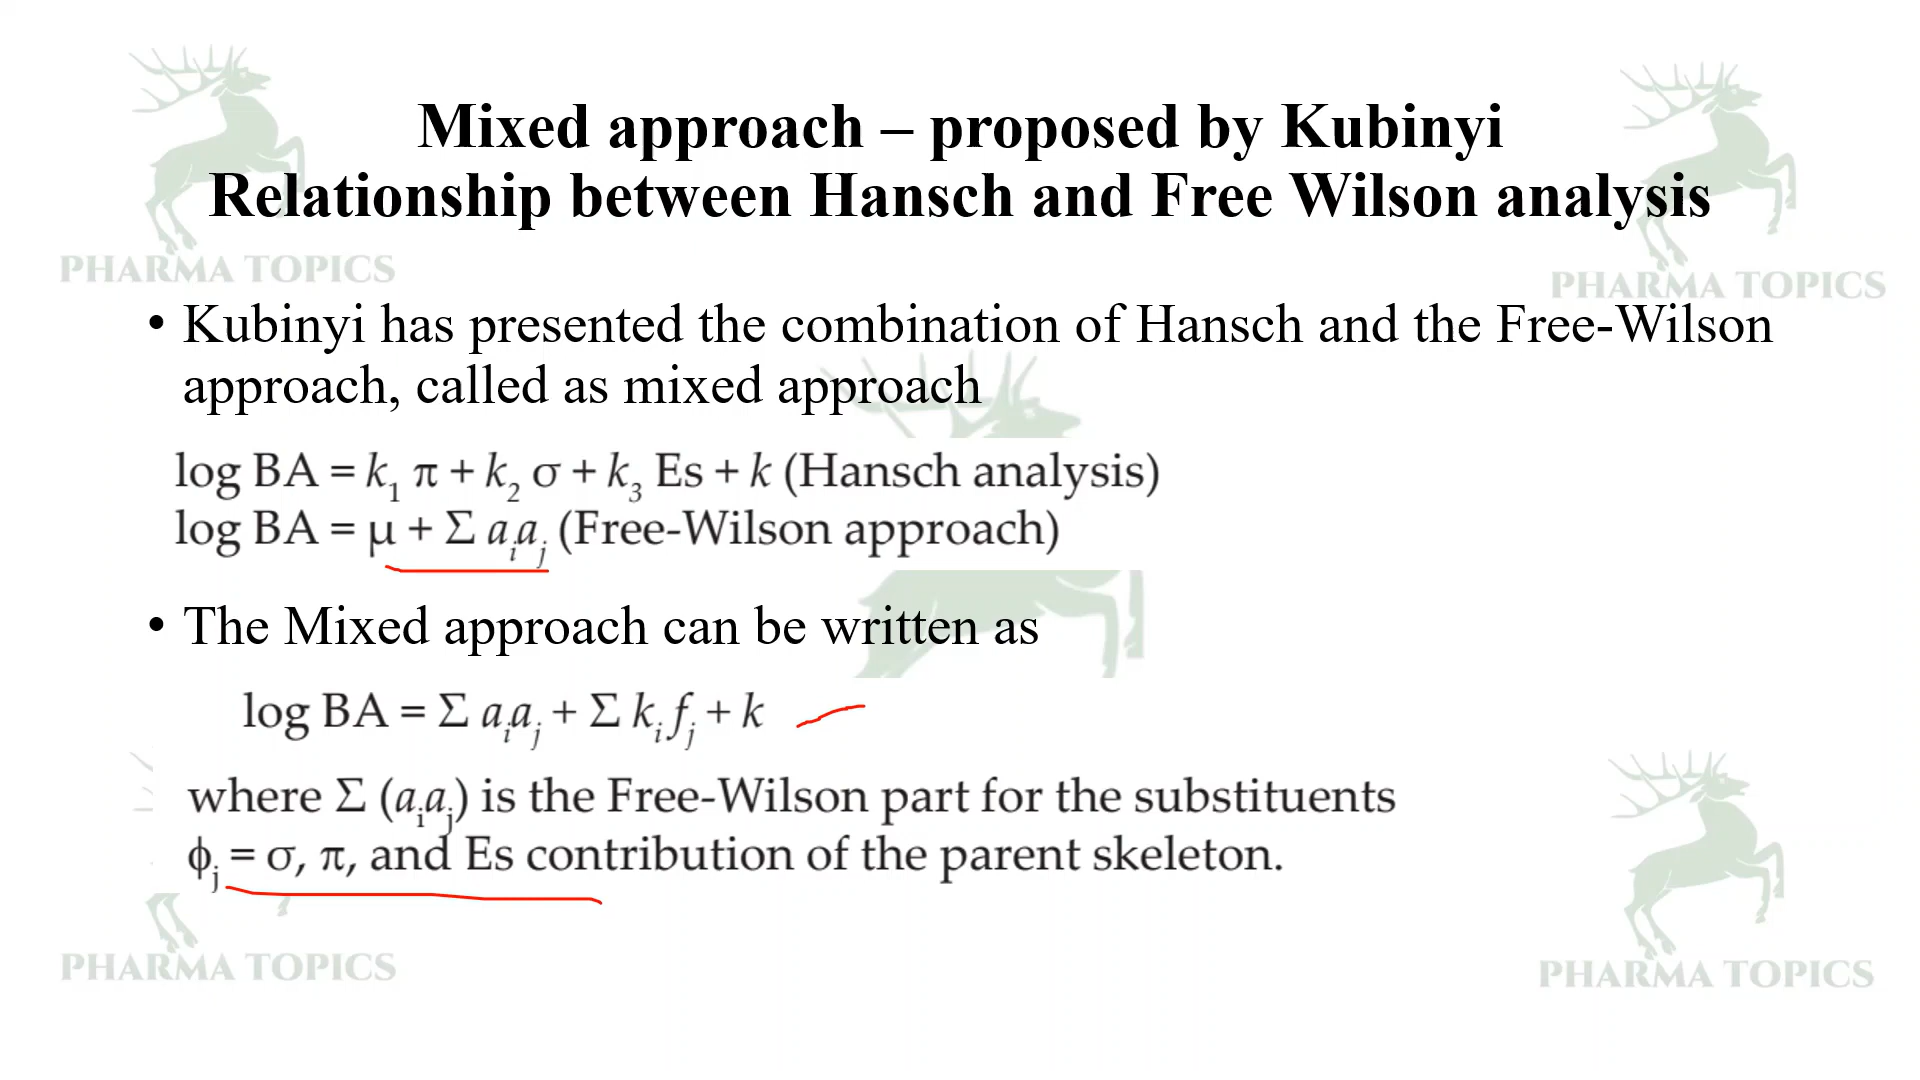 Mixed approach – proposed by Kubinyi
Relationship between Hansch and Free Wilson analysis
PHARMA TOPICS
PHARMA TOPICS
• Kubinyi has presented the combination of Hansch and the Free-Wilson
approach, called as mixed approach
log BA = k₁ π + k₂ σ + k₃ Es + k (Hansch analysis)
log BA = μ + Σ aᵢaⱼ (Free-Wilson approach)
• The Mixed approach can be written as
log BA = Σ aᵢaⱼ + Σ kᵢfⱼ + k
where Σ (aᵢaⱼ) is the Free-Wilson part for the substituents
ϕⱼ = σ, π, and Es contribution of the parent skeleton.
PHARMA TOPICS
PHARMA TOPICS